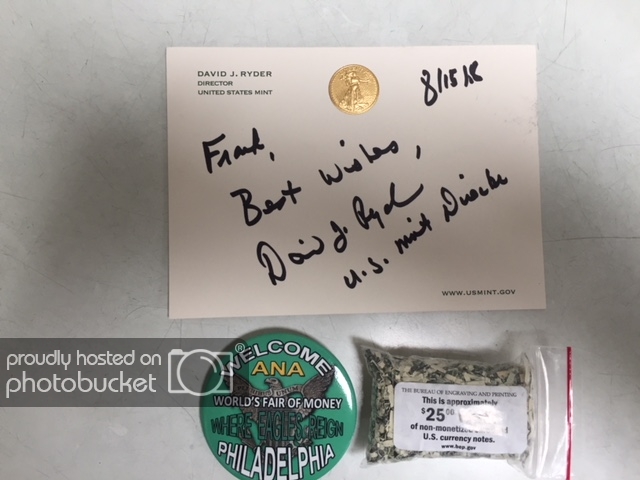 DAVID J. RYDER
DIRECTOR
UNITED STATES MINT
8/15/18
Frank,
Best Wishes,
David J. Ryder
U.S. Mint Director
WWW.USMINT.GOV
proudly hosted on
photobucket
WELCOME
ANA
WORLD'S FAIR OF MONEY
WHERE EAGLES REIGN
PHILADELPHIA
THE BUREAU OF ENGRAVING AND PRINTING
This is approximately
$25.00
of non-monetized
U.S. currency notes.
www.bep.gov